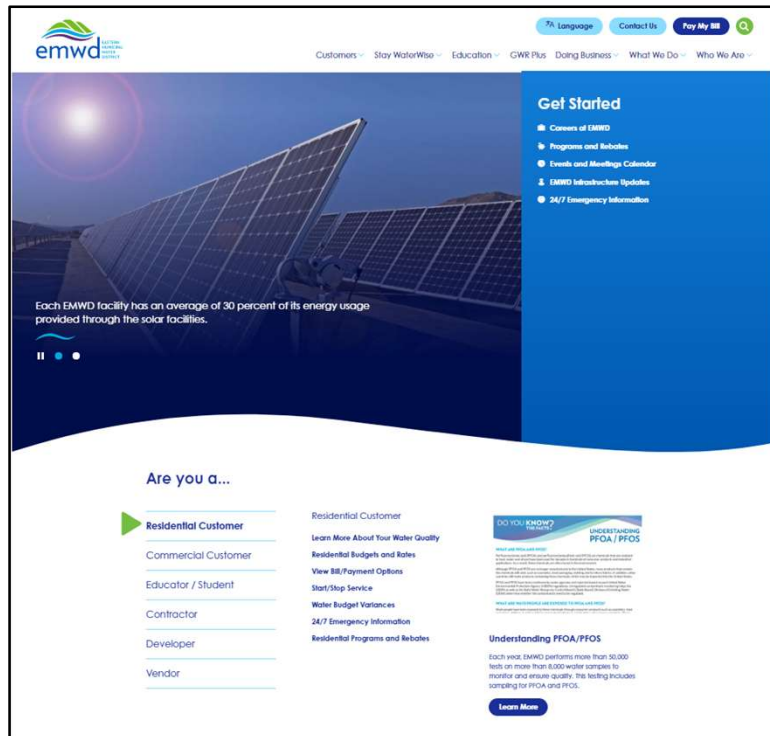 emwd EASTERN
MUNICIPAL
WATER
DISTRICT
Language
Contact Us
Pay My Bill
Customers
Stay WaterWise
Education
GWR Plus
Doing Business
What We Do
Who We Are
Get Started
Careers at EMWD
Programs and Rebates
Events and Meetings Calendar
EMWD Infrastructure Updates
24/7 Emergency Information
Each EMWD facility has an average of 30 percent of its energy usage
provided through the solar facilities.
Are you a...
Residential Customer
Commercial Customer
Educator / Student
Contractor
Developer
Vendor
Residential Customer
Learn More About Your Water Quality
Residential Budgets and Rates
View Bill/Payment Options
Start/Stop Service
Water Budget Variances
24/7 Emergency Information
Residential Programs and Rebates
DO YOU KNOW?
THE FACTS?
UNDERSTANDING
PFOA / PFOS
WHAT ARE PFOA AND PFOS?
Understanding PFOA/PFOS
Each year, EMWD performs more than 50,000
tests on more than 8,000 water samples to
monitor and ensure quality. This testing includes
sampling for PFOA and PFOS.
Learn More